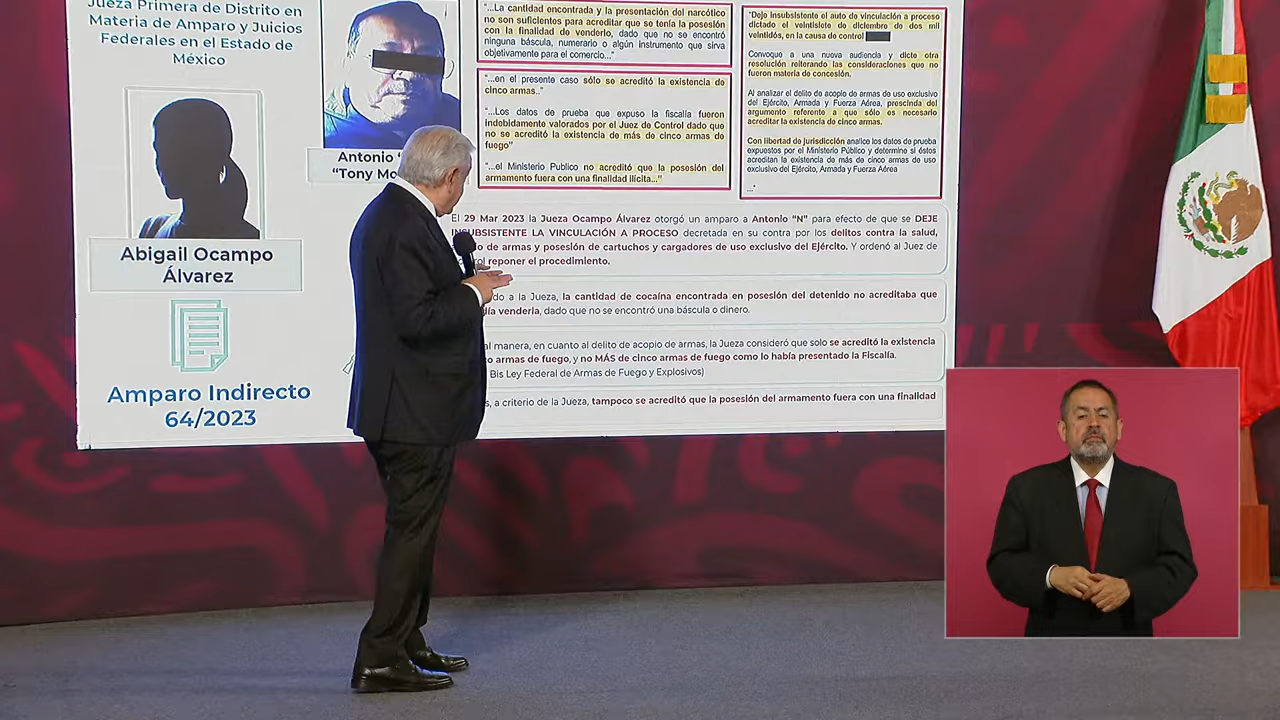 Jueza Primera de Distrito en
Materia de Amparo y Juicios
Federales en el Estado de
México
Abigail Ocampo
Álvarez
Amparo Indirecto
64/2023
Antonio
“Tony
“...La cantidad encontrada y la presentación del narcótico
no son suficientes para acreditar que se tenía la posesión
con la finalidad de venderlo, dado que no se encontró
ninguna báscula, numerario o algún instrumento que sirva
objetivamente para el comercio...”
“...en el presente caso sólo se acreditó la existencia de
cinco armas..”
“...Los datos de prueba que expuso la fiscalía fueron
indebidamente valorados por el Juez de Control dado que
no se acreditó la existencia de más de cinco armas de
fuego”
“...el Ministerio Publico no acreditó que la posesión del
armamento fuera con una finalidad ilícita...”
“Dejo insubsistente el auto de vinculación a proceso
dictado el veintisiete de diciembre de dos mil
veintidós, en la causa de control
Convoque a una nueva audiencia y dicte otra
resolución reiterando las consideraciones que no
fueron materia de concesión.
Al analizar el delito de acopio de armas de uso exclusivo
del Ejército, Armada y Fuerza Aérea, prescinda del
argumento referente a que sólo es necesario
acreditar la existencia de cinco armas.
Con libertad de jurisdicción analice los datos de prueba
expuestos por el Ministerio Público y determine si éstos
acreditan la existencia de más de cinco armas de uso
exclusivo del Ejército, Armada y Fuerza Aérea
...”
El 29 Mar 2023 la Jueza Ocampo Álvarez otorgó un amparo a Antonio “N” para efecto de que se DEJE
INSUBSISTENTE LA VINCULACIÓN A PROCESO decretada en su contra por los delitos contra la salud,
de armas y posesión de cartuchos y cargadores de uso exclusivo del Ejército. Y ordenó al Juez de
reponer el procedimiento.
a la Jueza, la cantidad de cocaína encontrada en posesión del detenido no acreditaba que
vendería, dado que no se encontró una báscula o dinero.
manera, en cuanto al delito de acopio de armas, la Jueza consideró que solo se acreditó la existencia
armas de fuego, y no MÁS de cinco armas de fuego como lo había presentado la Fiscalía.
Bis Ley Federal de Armas de Fuego y Explosivos)
a criterio de la Jueza, tampoco se acreditó que la posesión del armamento fuera con una finalidad